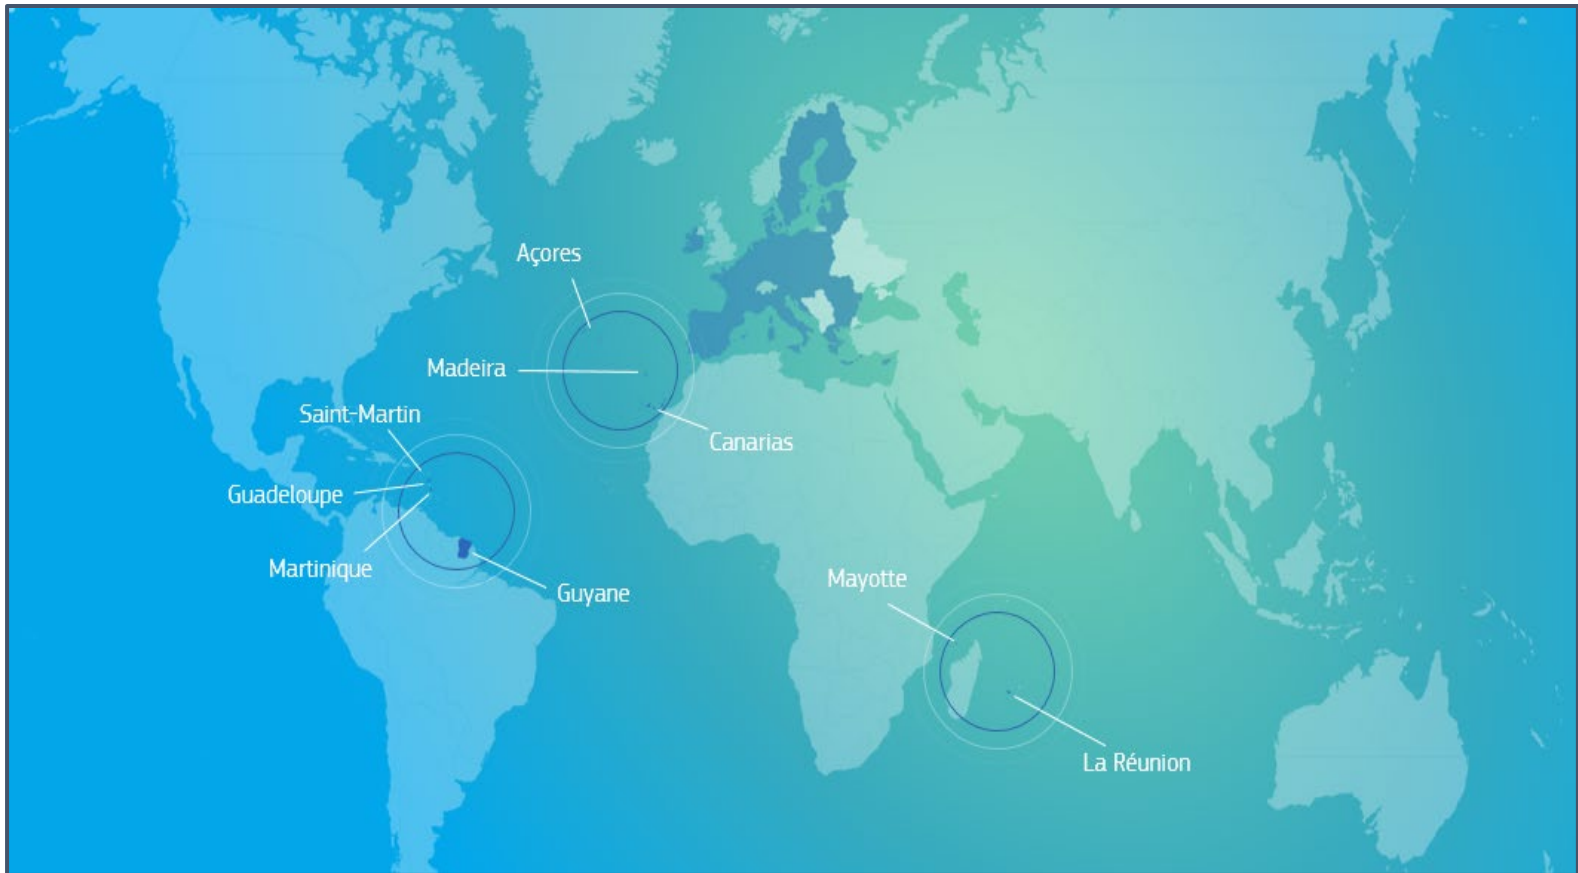 Açores
Madeira
Saint-Martin
Canarias
Guadeloupe
Martinique
Mayotte
Guyane
La Réunion